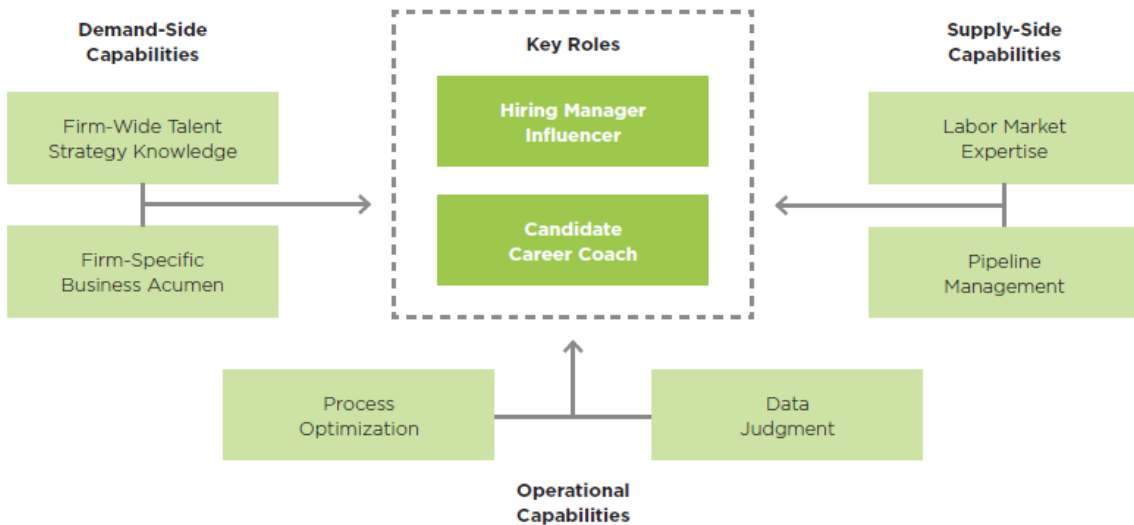 Demand-Side
Capabilities
Firm-Wide Talent
Strategy Knowledge
Firm-Specific
Business Acumen
Key Roles
Hiring Manager
Influencer
Candidate
Career Coach
Supply-Side
Capabilities
Labor Market
Expertise
Pipeline
Management
Process
Optimization
Data
Judgment
Operational
Capabilities